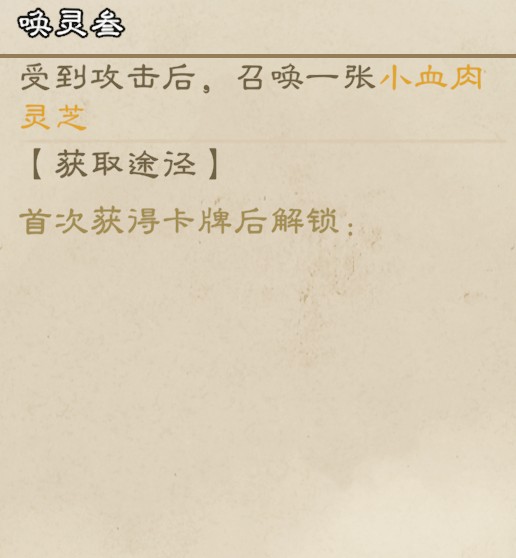 唤灵叁
受到攻击后，召唤一张小血肉
灵芝
【获取途径】
首次获得卡牌后解锁：